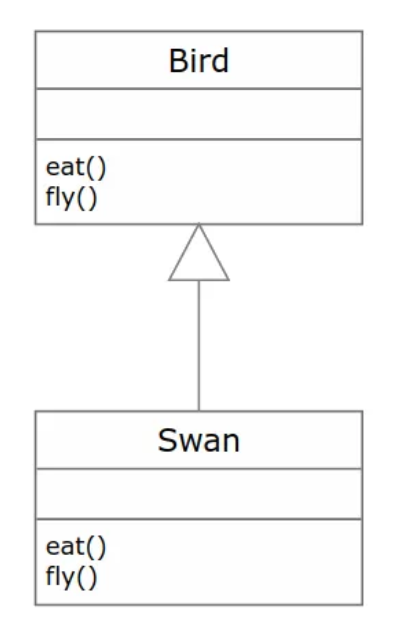 Bird
eat()
fly()
Swan
eat()
fly()